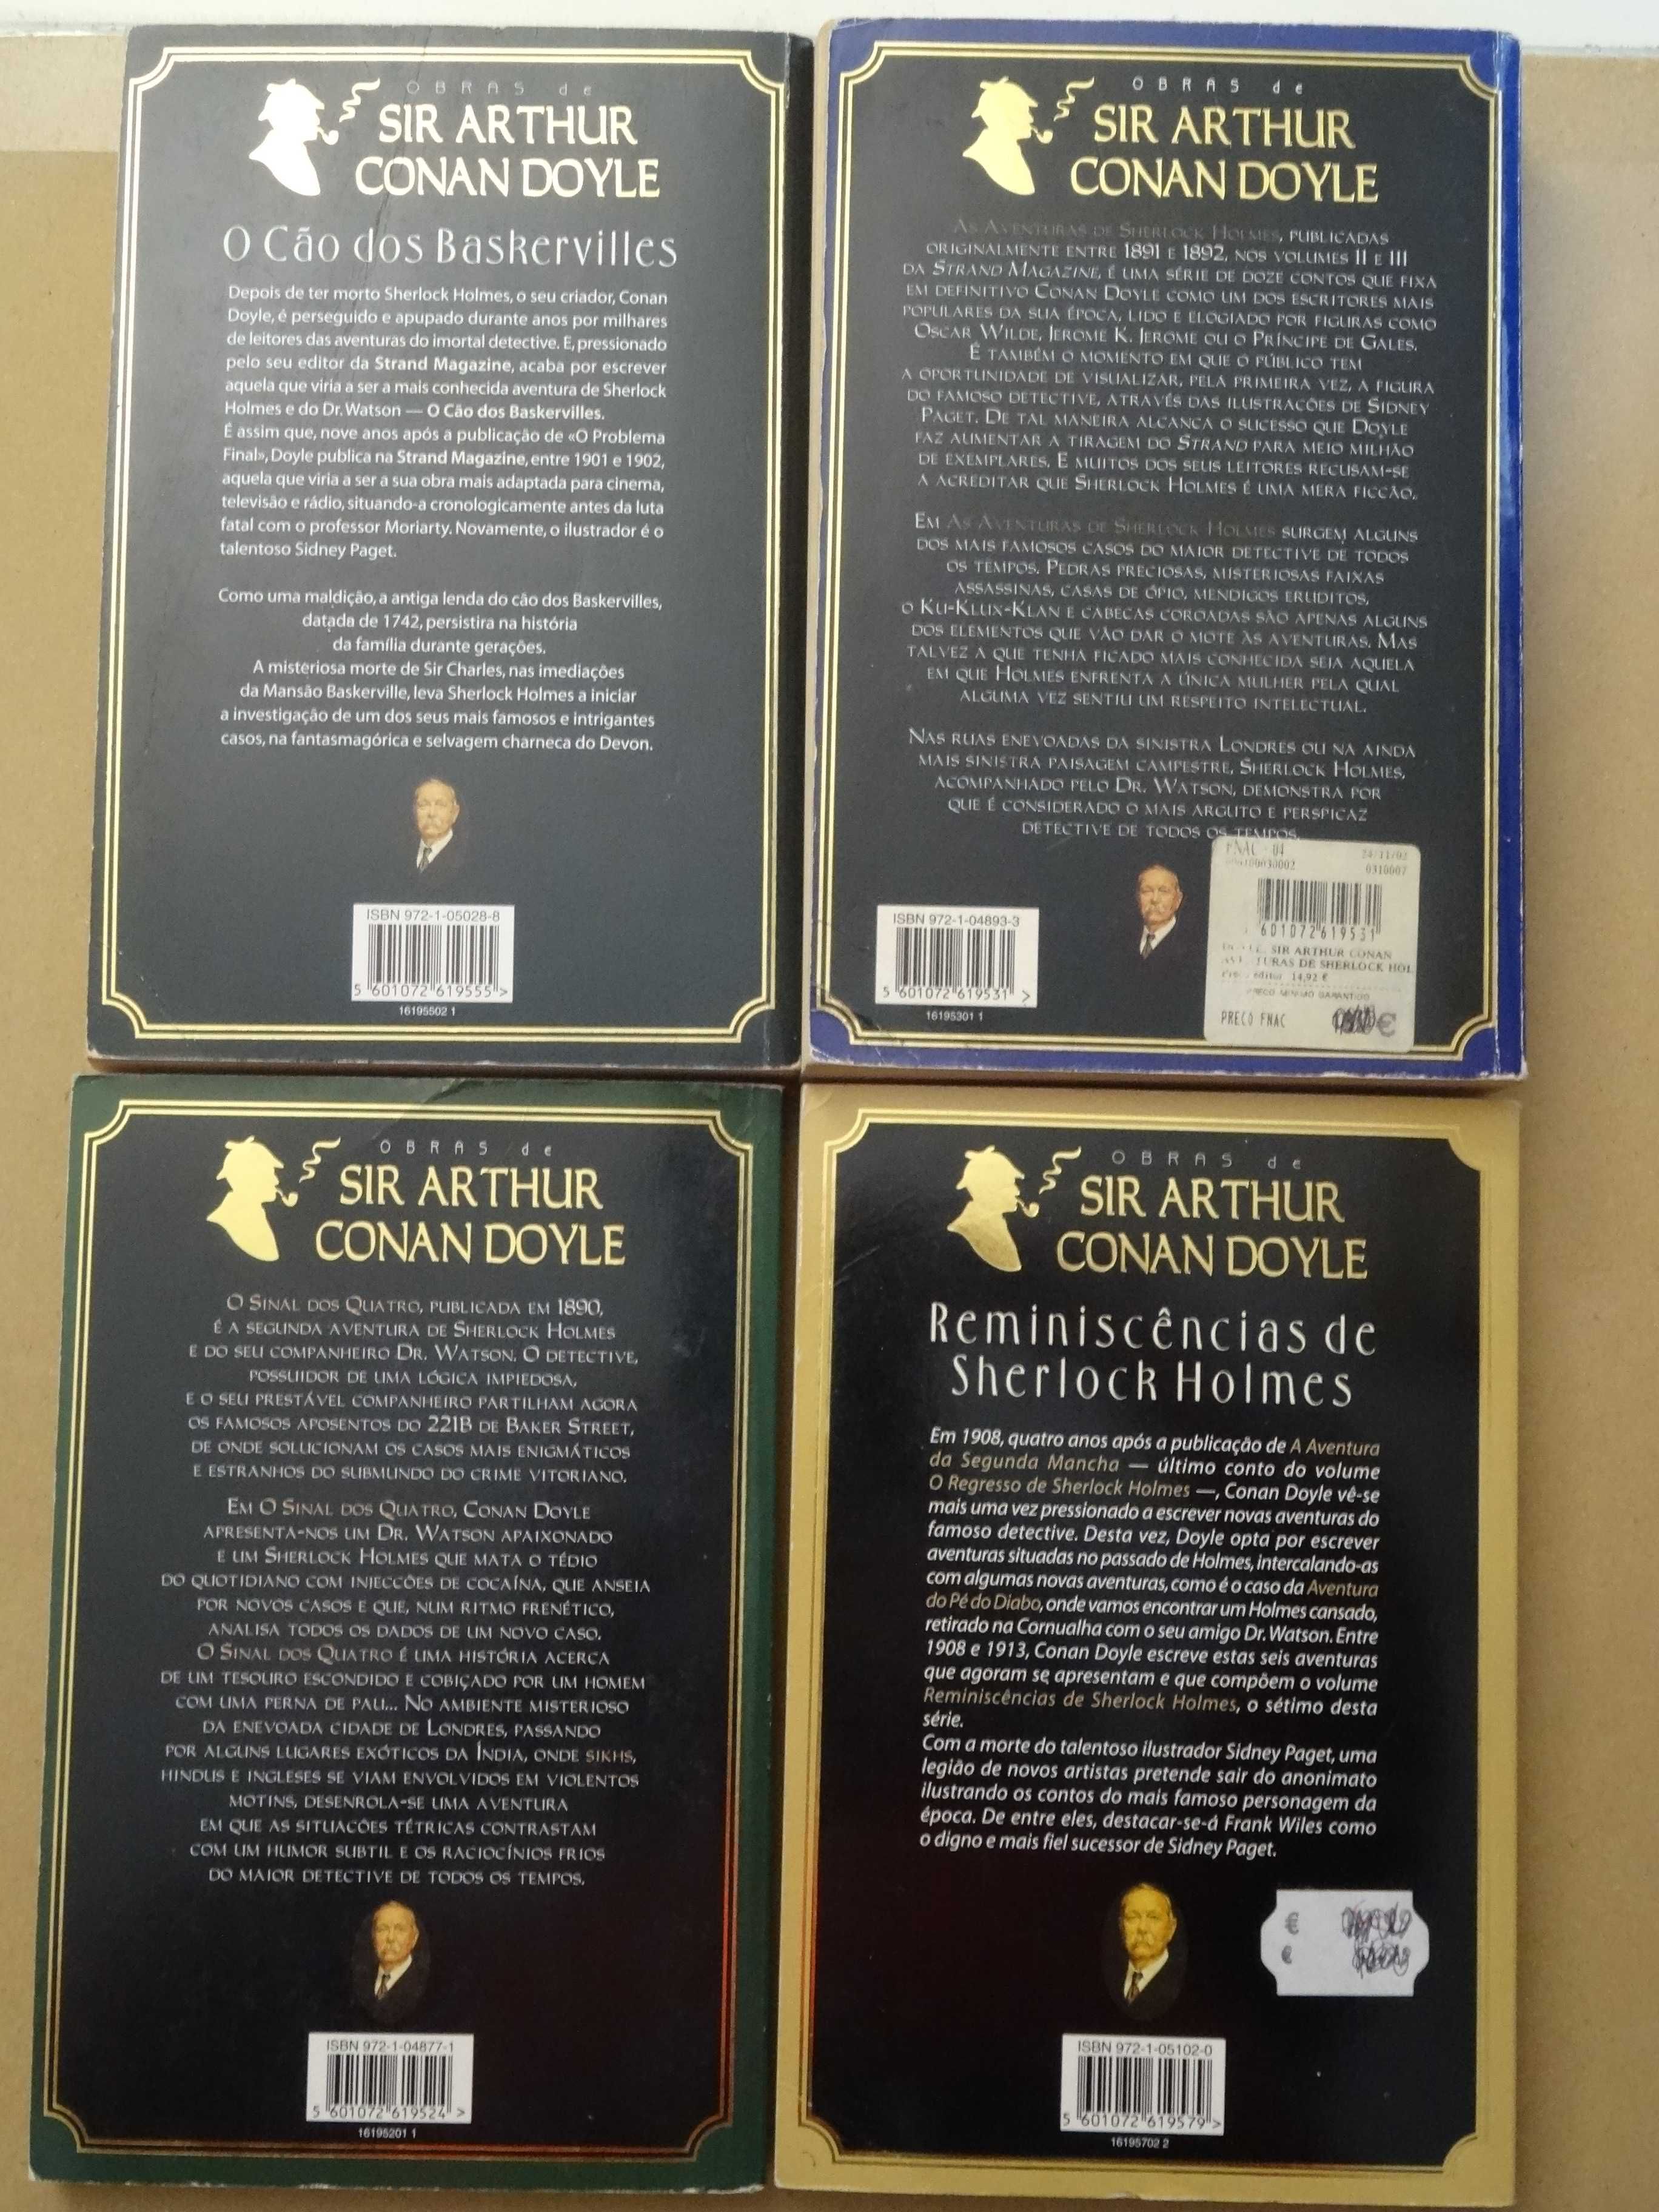 OBRAS de
SIR ARTHUR
CONAN DOYLE
O Cão dos Baskervilles
Depois de ter morto Sherlock Holmes, o seu criador, Conan
Doyle, é perseguido e apupado durante anos por milhares
de leitores das aventuras do imortal detective. E, pressionado
pelo seu editor da Strand Magazine, acaba por escrever
aquela que viria a ser a mais conhecida aventura de Sherlock
Holmes e do Dr. Watson — O Cão dos Baskervilles.
É assim que, nove anos após a publicação de «O Problema
Final», Doyle publica na Strand Magazine, entre 1901 e 1902,
aquela que viria a ser a sua obra mais adaptada para cinema,
televisão e rádio, situando-a cronologicamente antes da luta
fatal com o professor Moriarty. Novamente, o ilustrador é o
talentoso Sidney Paget.
Como uma maldição, a antiga lenda do cão dos Baskervilles,
datada de 1742, persistira na história
da família durante gerações.
A misteriosa morte de Sir Charles, nas imediações
da Mansão Baskerville, leva Sherlock Holmes a iniciar
a investigação de um dos seus mais famosos e intrigantes
casos, na fantasmagórica e selvagem charneca do Devon.
ISBN 972-1-05028-8
5 601072 619555 >
16195502 1
OBRAS de
SIR ARTHUR
CONAN DOYLE
As Aventuras de Sherlock Holmes, publicadas
originalmente entre 1891 e 1892, nos volumes II e III
da Strand Magazine, é uma série de doze contos que fixa
em definitivo Conan Doyle como um dos escritores mais
populares da sua época, lido e elogiado por figuras como
Oscar Wilde, Jerome K. Jerome ou o Príncipe de Gales.
É também o momento em que o público tem
a oportunidade de visualizar, pela primeira vez, a figura
do famoso detective, através das ilustrações de Sidney
Paget. De tal maneira alcança o sucesso que Doyle
faz aumentar a tiragem do Strand para meio milhão
de exemplares. E muitos dos seus leitores recusam-se
a acreditar que Sherlock Holmes é uma mera ficção.
Em As Aventuras de Sherlock Holmes surgem alguns
dos mais famosos casos do maior detective de todos
os tempos. Pedras preciosas, misteriosas faixas
assassinas, casas de ópio, mendigos eruditos,
o Ku-Klux-Klan e cabeças coroadas são apenas alguns
dos elementos que vão dar o mote às aventuras. Mas
talvez a que tenha ficado mais conhecida seja aquela
em que Holmes enfrenta a única mulher pela qual
alguma vez sentiu um respeito intelectual.
Nas ruas enevoadas da sinistra Londres ou na ainda
mais sinistra paisagem campestre, Sherlock Holmes,
acompanhado pelo Dr. Watson, demonstra por
que é considerado o mais arguto e perspicaz
detective de todos os tempos.
ISBN 972-1-04893-3
5 601072 619531 >
16195301 1
FNAC - 04
24/11/02
0310007
601072 619531
SIR ARTHUR CONAN
TURAS DE SHERLOCK HOL
editor 14,92 €
PRECO MINIMO GARANTIDO
PRECO FNAC €
OBRAS de
SIR ARTHUR
CONAN DOYLE
O Sinal dos Quatro, publicada em 1890,
é a segunda aventura de Sherlock Holmes
e do seu companheiro Dr. Watson. O detective,
possuidor de uma lógica impiedosa,
e o seu prestável companheiro partilham agora
os famosos aposentos do 221B de Baker Street,
de onde solucionam os casos mais enigmáticos
e estranhos do submundo do crime vitoriano.
Em O Sinal dos Quatro, Conan Doyle
apresenta-nos um Dr. Watson apaixonado
e um Sherlock Holmes que mata o tédio
do quotidiano com injecções de cocaína, que anseia
por novos casos e que, num ritmo frenético,
analisa todos os dados de um novo caso.
O Sinal dos Quatro é uma história acerca
de um tesouro escondido e cobiçado por um homem
com uma perna de pau... No ambiente misterioso
da enevoada cidade de Londres, passando
por alguns lugares exóticos da Índia, onde sikhs,
hindus e ingleses se viam envolvidos em violentos
motins, desenrola-se uma aventura
em que as situações tétricas contrastam
com um humor subtil e os raciocínios frios
do maior detective de todos os tempos.
ISBN 972-1-04877-1
5 601072 619524 >
16195201 1
OBRAS de
SIR ARTHUR
CONAN DOYLE
Reminiscências de
Sherlock Holmes
Em 1908, quatro anos após a publicação de A Aventura
da Segunda Mancha — último conto do volume
O Regresso de Sherlock Holmes —, Conan Doyle vê-se
mais uma vez pressionado a escrever novas aventuras do
famoso detective. Desta vez, Doyle opta por escrever
aventuras situadas no passado de Holmes, intercalando-as
com algumas novas aventuras, como é o caso da Aventura
do Pé do Diabo, onde vamos encontrar um Holmes cansado,
retirado na Cornualha com o seu amigo Dr. Watson. Entre
1908 e 1913, Conan Doyle escreve estas seis aventuras
que agoram se apresentam e que compõem o volume
Reminiscências de Sherlock Holmes, o sétimo desta
série.
Com a morte do talentoso ilustrador Sidney Paget, uma
legião de novos artistas pretende sair do anonimato
ilustrando os contos do mais famoso personagem da
época. De entre eles, destacar-se-á Frank Wiles como
o digno e mais fiel sucessor de Sidney Paget.
€
€
ISBN 972-1-05102-0
5 601072 619579 >
16195702 2